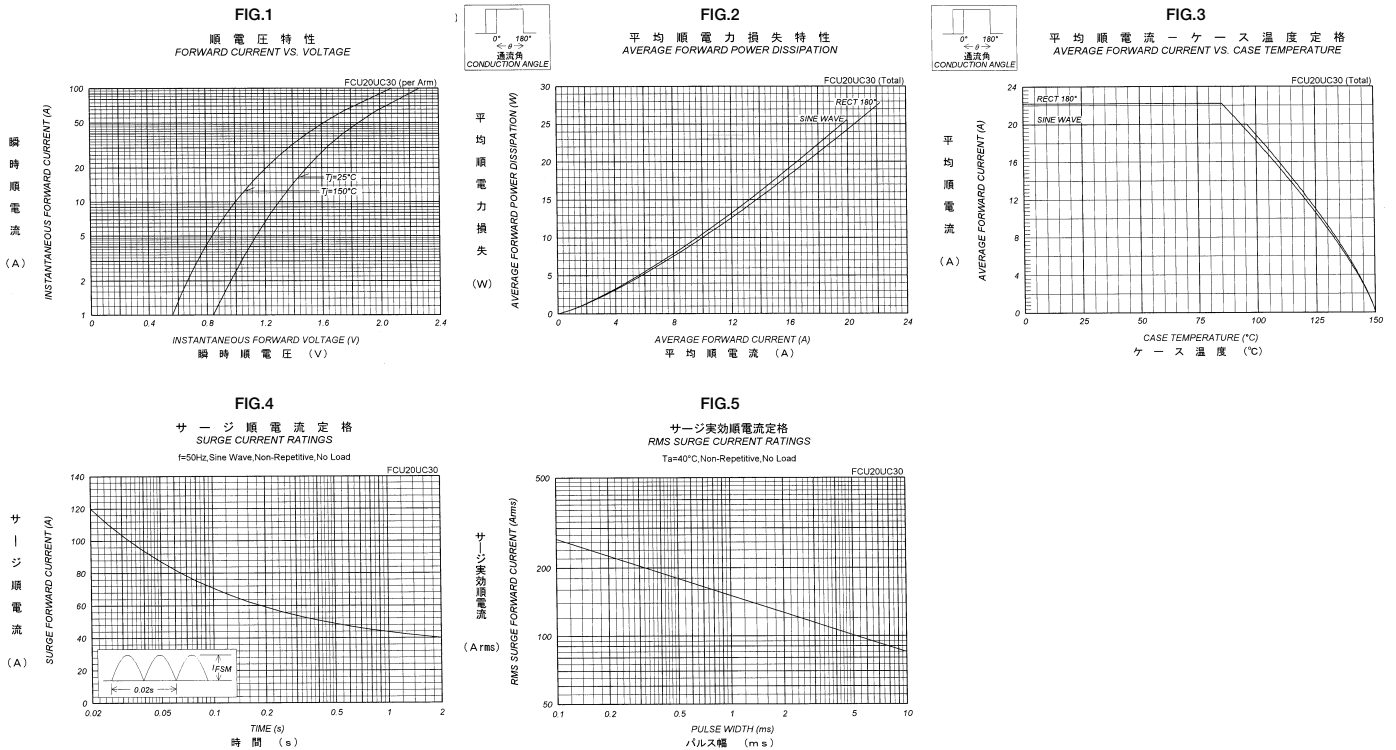 FIG.1
順電圧特性
FORWARD CURRENT VS. VOLTAGE
FCU20UC30 (per Arm)
瞬時順電流 (A)
INSTANTANEOUS FORWARD CURRENT (A)
100
50
20
10
5
2
1
Tj=25°C
Tj=150°C
0 0.4 0.8 1.2 1.6 2.0 2.4
INSTANTANEOUS FORWARD VOLTAGE (V)
瞬時順電圧 (V)
FIG.2
0° 180°
θ
通流角
CONDUCTION ANGLE
平均順電力損失特性
AVERAGE FORWARD POWER DISSIPATION
FCU20UC30 (Total)
平均順電力損失 (W)
AVERAGE FORWARD POWER DISSIPATION (W)
30
25
20
15
10
5
0
RECT 180°
SINE WAVE
0 4 8 12 16 20 24
AVERAGE FORWARD CURRENT (A)
平均順電流 (A)
FIG.3
0° 180°
θ
通流角
CONDUCTION ANGLE
平均順電流－ケース温度定格
AVERAGE FORWARD CURRENT VS. CASE TEMPERATURE
FCU20UC30 (Total)
平均順電流 (A)
AVERAGE FORWARD CURRENT (A)
24
20
16
12
8
4
0
RECT 180°
SINE WAVE
0 25 50 75 100 125 150
CASE TEMPERATURE (°C)
ケース温度 (℃)
FIG.4
サージ順電流定格
SURGE CURRENT RATINGS
f=50Hz,Sine Wave,Non-Repetitive,No Load
FCU20UC30
サージ順電流 (A)
SURGE FORWARD CURRENT (A)
140
120
100
80
60
40
20
0
IFSM
0.02s
0.02 0.05 0.1 0.2 0.5 1 2
TIME (s)
時間 (s)
FIG.5
サージ実効順電流定格
RMS SURGE CURRENT RATINGS
Ta=40°C,Non-Repetitive,No Load
FCU20UC30
サージ実効順電流 (Arms)
RMS SURGE FORWARD CURRENT (Arms)
500
200
100
50
0.1 0.2 0.5 1 2 5 10
PULSE WIDTH (ms)
パルス幅 (ms)